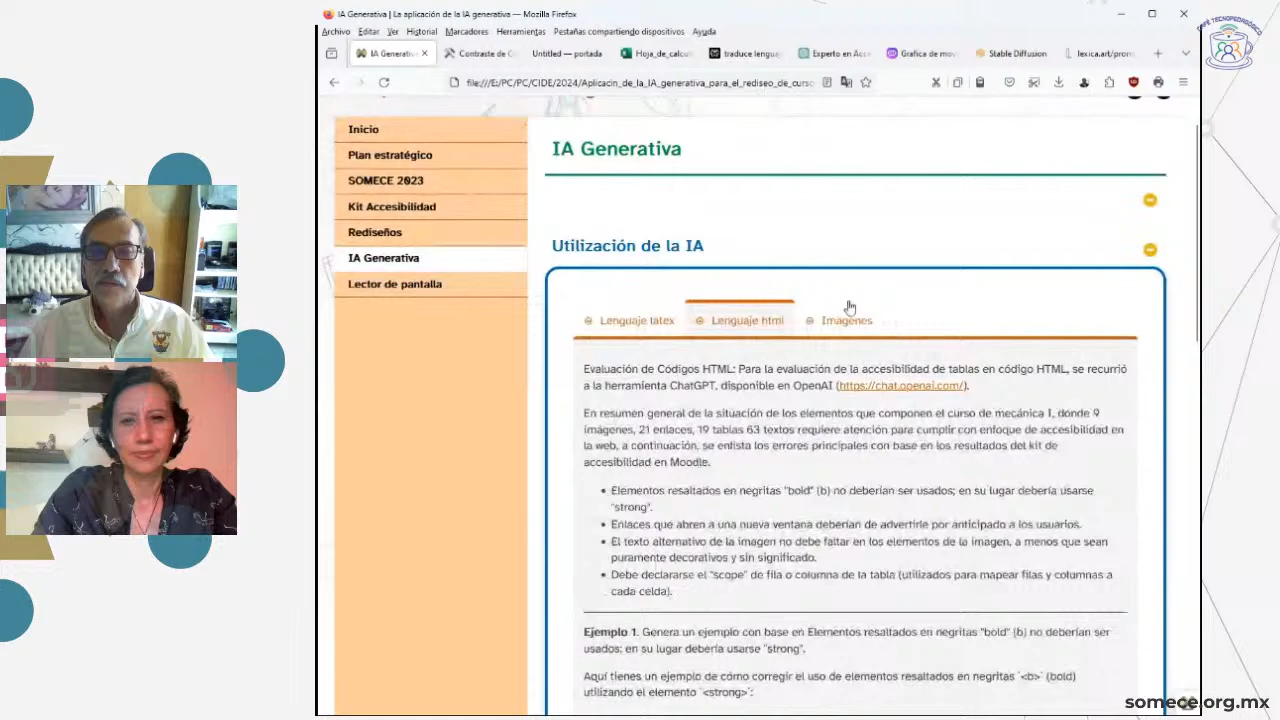 IA Generativa | La aplicación de la IA generativa — Mozilla Firefox
Archivo Editar Ver Historial Marcadores Herramientas Pestañas compartiendo dispositivos Ayuda
IA Generativ Contraste de C Untitled — portada Hoja_de_calcu traduce lengua Experto en Acc Grafica de mov Stable Diffusion lexica.art/prom
file:///E:/PC/PC/CIDE/2024/Aplicacin_de_la_IA_generativa_para_el_rediseo_de_curso
CAFÉ TECNOPEDAGÓGICO
Inicio
Plan estratégico
SOMECE 2023
Kit Accesibilidad
Rediseños
IA Generativa
Lector de pantalla
IA Generativa
Utilización de la IA
Lenguaje latex Lenguaje html Imagenes
Evaluación de Códigos HTML: Para la evaluación de la accesibilidad de tablas en código HTML, se recurrió
a la herramienta ChatGPT, disponible en OpenAI (https://chat.openai.com/).
En resumen general de la situación de los elementos que componen el curso de mecánica I, donde 9
imágenes, 21 enlaces, 19 tablas 63 textos requiere atención para cumplir con enfoque de accesibilidad en
la web, a continuación, se enlista los errores principales con base en los resultados del kit de
accesibilidad en Moodle.
• Elementos resaltados en negritas "bold" (b) no deberían ser usados; en su lugar debería usarse
"strong".
• Enlaces que abren a una nueva ventana deberían de advertirle por anticipado a los usuarios.
• El texto alternativo de la imagen no debe faltar en los elementos de la imagen, a menos que sean
puramente decorativos y sin significado.
• Debe declararse el "scope" de fila o columna de la tabla (utilizados para mapear filas y columnas a
cada celda).
Ejemplo 1. Genera un ejemplo con base en Elementos resaltados en negritas "bold" (b) no deberían ser
usados; en su lugar debería usarse "strong".
Aquí tienes un ejemplo de cómo corregir el uso de elementos resaltados en negritas `<b>` (bold)
utilizando el elemento `<strong>`:
somece.org.mx